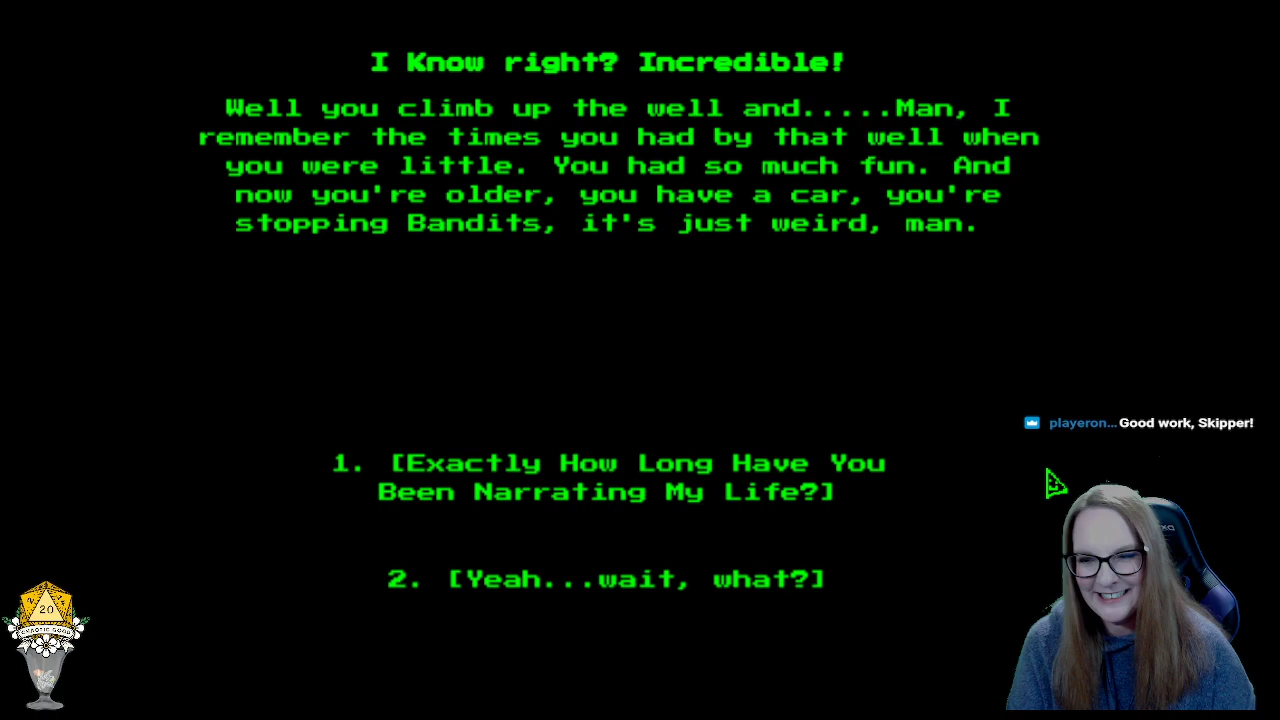 I Know right? Incredible!
Well you climb up the well and.....Man, I
remember the times you had by that well when
you were little. You had so much fun. And
now you're older, you have a car, you're
stopping Bandits, it's just weird, man.
playeron... Good work, Skipper!
1. [Exactly How Long Have You
Been Narrating My Life?]
2. [Yeah...wait, what?]
20
CHAOTIC GOOD